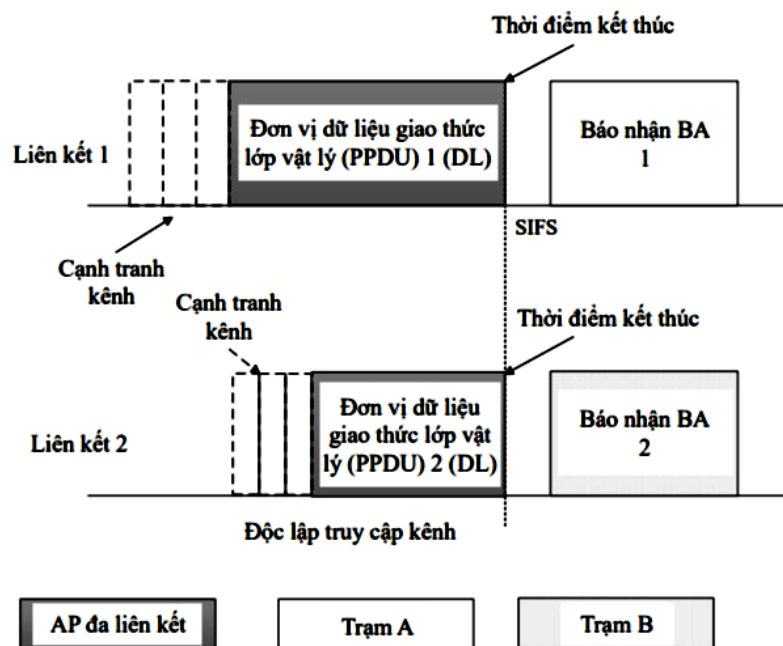 Thời điểm kết thúc
Liên kết 1
Đơn vị dữ liệu giao thức
lớp vật lý (PPDU) 1 (DL)
Báo nhận BA
1
SIFS
Cạnh tranh
kênh
Cạnh tranh
kênh
Thời điểm kết thúc
Liên kết 2
Đơn vị dữ liệu
giao thức lớp vật
lý (PPDU) 2 (DL)
Báo nhận BA
2
Độc lập truy cập kênh
AP đa liên kết
Trạm A
Trạm B